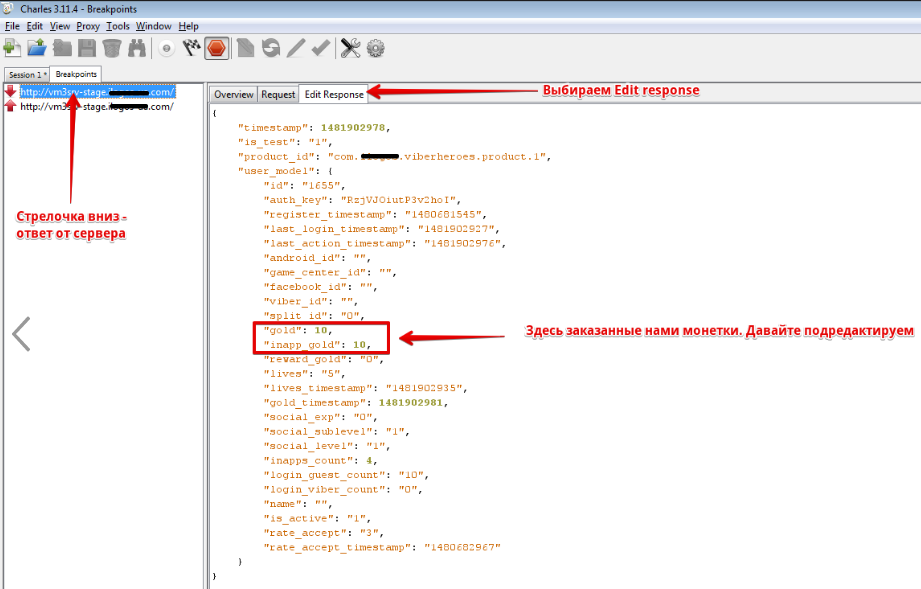 Charles 3.11.4 - Breakpoints
File Edit View Proxy Tools Window Help
Session 1 * Breakpoints
http://vm3srv-stage. .com/
http://vm3srv-stage. .com/
Overview Request Edit Response
Выбираем Edit response
Стрелочка вниз -
ответ от сервера
{
"timestamp": 1481902978,
"is_test": "1",
"product_id": "com. .viberheroes.product.1",
"user_model": {
"id": "1655",
"auth_key":
"register_timestamp": "1480681545",
"last_login_timestamp": "1481902927",
"last_action_timestamp": "1481902976",
"android_id": "",
"game_center_id": "",
"facebook_id": "",
"viber_id": "",
"split_id": "0",
"gold": 10,
"inapp_gold": 10,
Здесь заказанные нами монетки. Давайте подредактируем
"reward_gold": "0",
"lives": "5",
"lives_timestamp": "1481902935",
"gold_timestamp": 1481902981,
"social_exp": "0",
"social_sublevel": "1",
"social_level": "1",
"inapps_count": 4,
"login_guest_count": "10",
"login_viber_count": "0",
"name": "",
"is_active": "1",
"rate_accept": "3",
"rate_accept_timestamp": "1480682967"
}
}